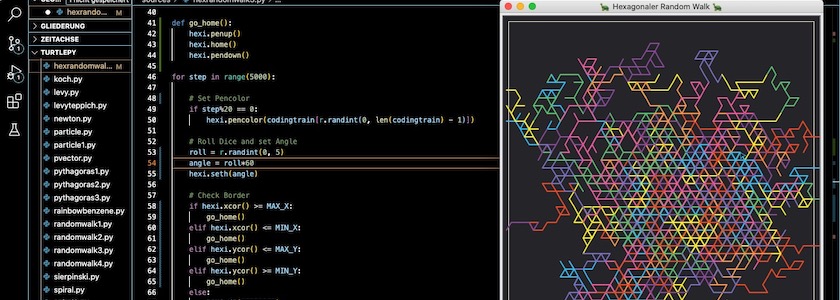 nicht gespeichert
sources
40
41 def go_home():
42 hexi.penup()
43 hexi.home()
44 hexi.pendown()
45
46 for step in range(5000):
47
48 # Set Pencolor
49 if step%20 == 0:
50 hexi.pencolor(codingtrain[r.randint(0, len(codingtrain) - 1)])
51
52 # Roll Dice and set Angle
53 roll = r.randint(0, 5)
54 angle = roll*60
55 hexi.seth(angle)
56
57 # Check Border
58 if hexi.xcor() >= MAX_X:
59 go_home()
60 elif hexi.xcor() <= MIN_X:
61 go_home()
62 elif hexi.ycor() <= MAX_Y:
63 go_home()
64 elif hexi.ycor() >= MIN_Y:
65 go_home()
66 else:
hexrando... M
GLIEDERUNG
ZEITACHSE
TURTLEPY
hexrandomwal... M
koch.py
levy.py
levyteppich.py
newton.py
particle.py
particle1.py
pvector.py
pythagoras.py
pythagoras2.py
pythagoras3.py
rainbowbenzene.py
randomwalk1.py
randomwalk2.py
randomwalk3.py
randomwalk4.py
sierpinski.py
spiral.py
1
1
Hexagonaler Random Walk